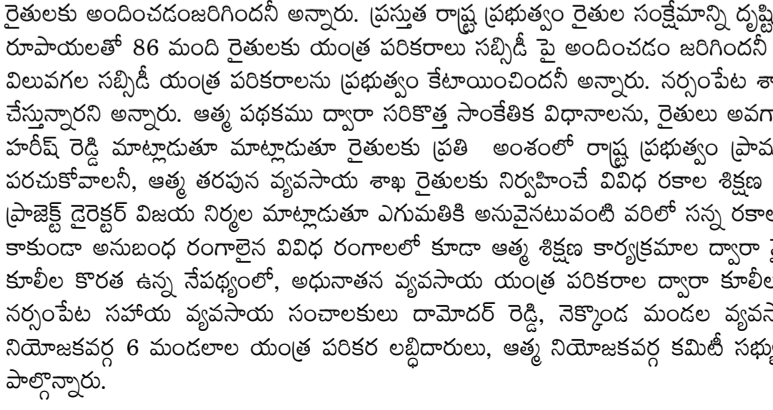 రైతులకు అందించడంజరిగిందనీ అన్నారు. ప్రస్తుత రాష్ట్ర ప్రభుత్వం రైతుల సంక్షేమాన్ని దృష్టి
రూపాయలతో 86 మంది రైతులకు యంత్ర పరికరాలు సబ్సిడీ పై అందించడం జరిగిందనీ
విలువగల సబ్సిడీ యంత్ర పరికరాలను ప్రభుత్వం కేటాయించిందనీ అన్నారు. నర్సంపేట శా
చేస్తున్నారని అన్నారు. ఆత్మ పథకము ద్వారా సరికొత్త సాంకేతిక విధానాలను, రైతులు అవగా
హరీష్ రెడ్డి మాట్లాడుతూ మాట్లాడుతూ రైతులకు ప్రతి అంశంలో రాష్ట్ర ప్రభుత్వం ప్రామ
పరచుకోవాలనీ, ఆత్మ తరపున వ్యవసాయ శాఖ రైతులకు నిర్వహించే వివిధ రకాల శిక్షణ
ప్రాజెక్ట్ డైరెక్టర్ విజయ నిర్మల మాట్లాడుతూ ఎగుమతికి అనువైనటువంటి వరిలో సన్న రకాల
కాకుండా అనుబంధ రంగాలైన వివిధ రంగాలలో కూడా ఆత్మ శిక్షణ కార్యక్రమాల ద్వారా
కూలీల కొరత ఉన్న నేపథ్యంలో, అధునాతన వ్యవసాయ యంత్ర పరికరాల ద్వారా కూలీల
నర్సంపేట సహాయ వ్యవసాయ సంచాలకులు దామోదర్ రెడ్డి, నెక్కొండ మండల వ్యవస
నియోజకవర్గ 6 మండలాల యంత్ర పరికర లబ్ధిదారులు, ఆత్మ నియోజకవర్గ కమిటీ సభ్యు
పాల్గొన్నారు.